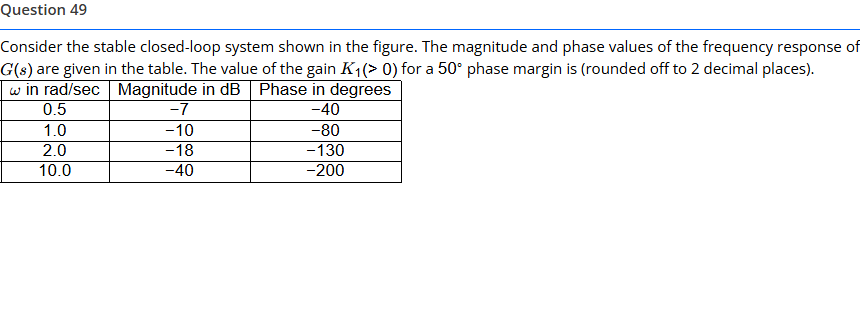 Question 49
Consider the stable closed-loop system shown in the figure. The magnitude and phase values of the frequency response of
G(s) are given in the table. The value of the gain K₁(> 0) for a 50° phase margin is (rounded off to 2 decimal places).
ω in rad/sec Magnitude in dB Phase in degrees
0.5 −7 −40
1.0 −10 −80
2.0 −18 −130
10.0 −40 −200